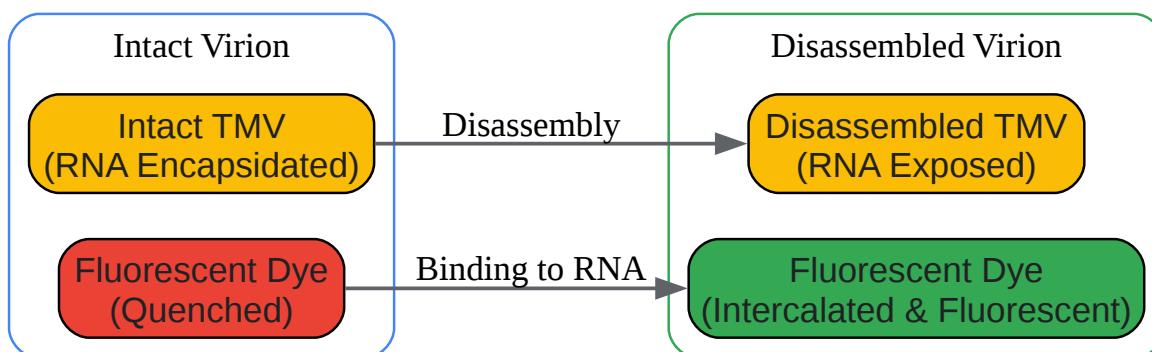 Intact Virion
Disassembled Virion
Intact TMV
(RNA Encapsidated)
Disassembly
Disassembled TMV
(RNA Exposed)
Fluorescent Dye
(Quenched)
Binding to RNA
Fluorescent Dye
(Intercalated & Fluorescent)